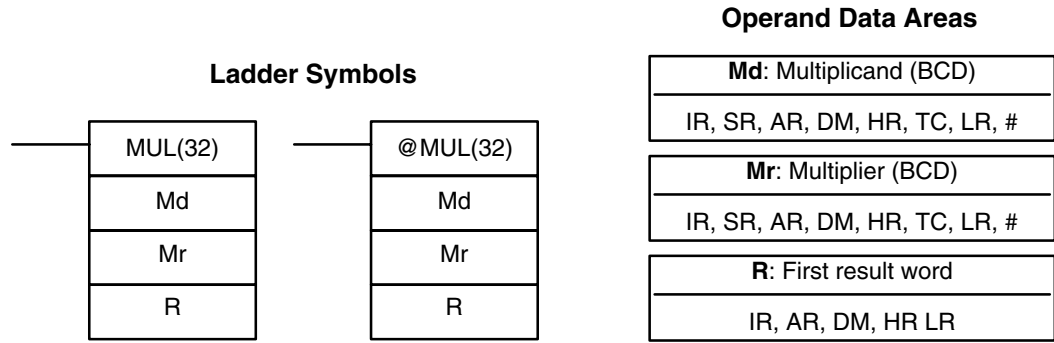 Ladder Symbols
MUL(32)
Md
Mr
R
@MUL(32)
Md
Mr
R
Operand Data Areas
Md: Multiplicand (BCD)
IR, SR, AR, DM, HR, TC, LR, #
Mr: Multiplier (BCD)
IR, SR, AR, DM, HR, TC, LR, #
R: First result word
IR, AR, DM, HR LR